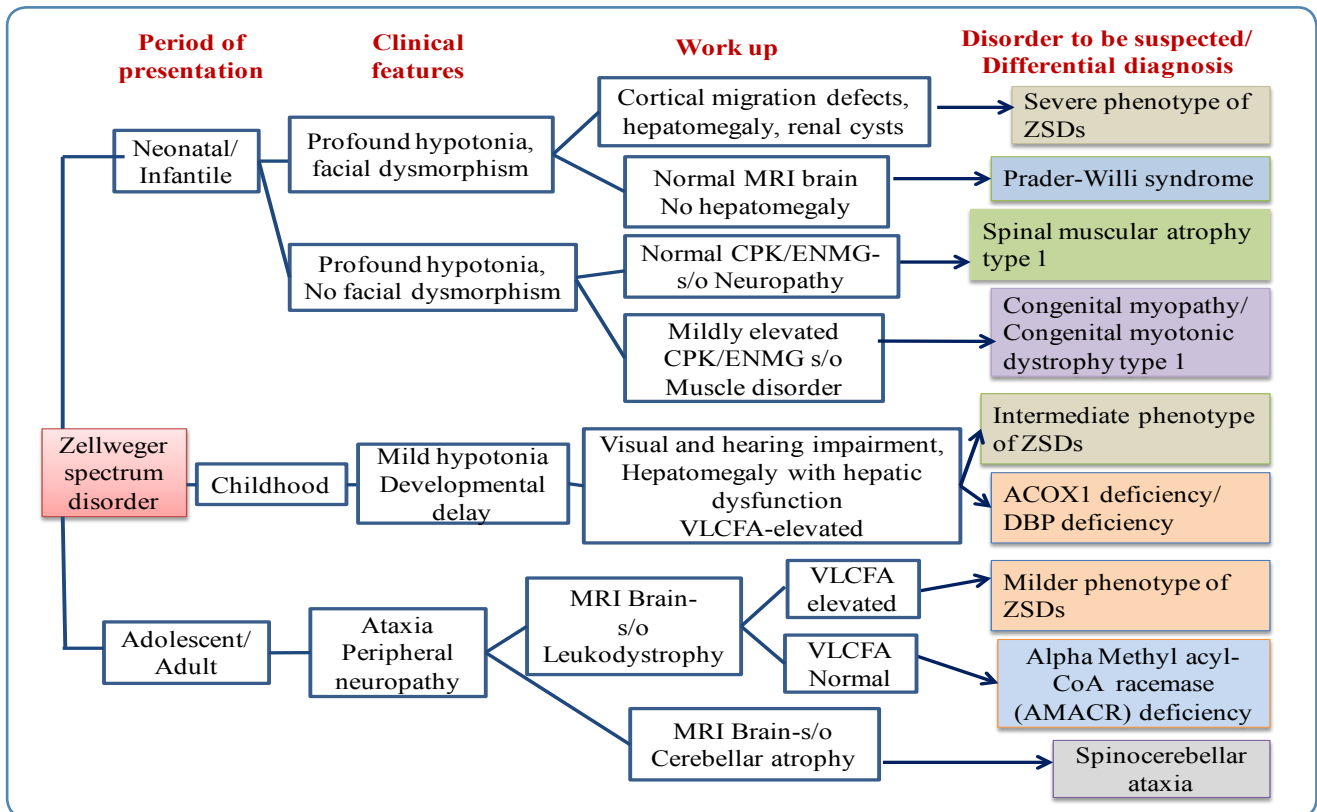 Period of
presentation
Clinical
features
Work up
Disorder to be suspected/
Differential diagnosis
Neonatal/
Infantile
Profound hypotonia,
facial dysmorphism
Cortical migration defects,
hepatomegaly, renal cysts
Severe phenotype of
ZSDs
Normal MRI brain
No hepatomegaly
Prader-Willi syndrome
Profound hypotonia,
No facial dysmorphism
Normal CPK/ENMG-
s/o Neuropathy
Spinal muscular atrophy
type 1
Mildly elevated
CPK/ENMG s/o
Muscle disorder
Congenital myopathy/
Congenital myotonic
dystrophy type 1
Zellweger
spectrum
disorder
Childhood
Mild hypotonia
Developmental
delay
Visual and hearing impairment,
Hepatomegaly with hepatic
dysfunction
VLCFA-elevated
Intermediate phenotype
of ZSDs
ACOX1 deficiency/
DBP deficiency
Adolescent/
Adult
Ataxia
Peripheral
neuropathy
MRI Brain-
s/o
Leukodystrophy
VLCFA
elevated
Milder phenotype of
ZSDs
VLCFA
Normal
Alpha Methyl acyl-
CoA racemase
(AMACR) deficiency
MRI Brain-s/o
Cerebellar atrophy
Spinocerebellar
ataxia